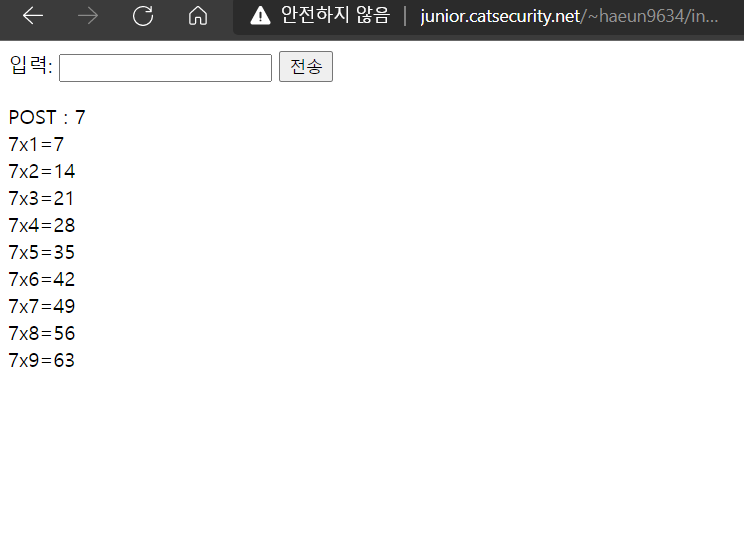 안전하지 않음 | junior.catsecurity.net/~haeun9634/in...
입력: 전송
POST : 7
7x1=7
7x2=14
7x3=21
7x4=28
7x5=35
7x6=42
7x7=49
7x8=56
7x9=63